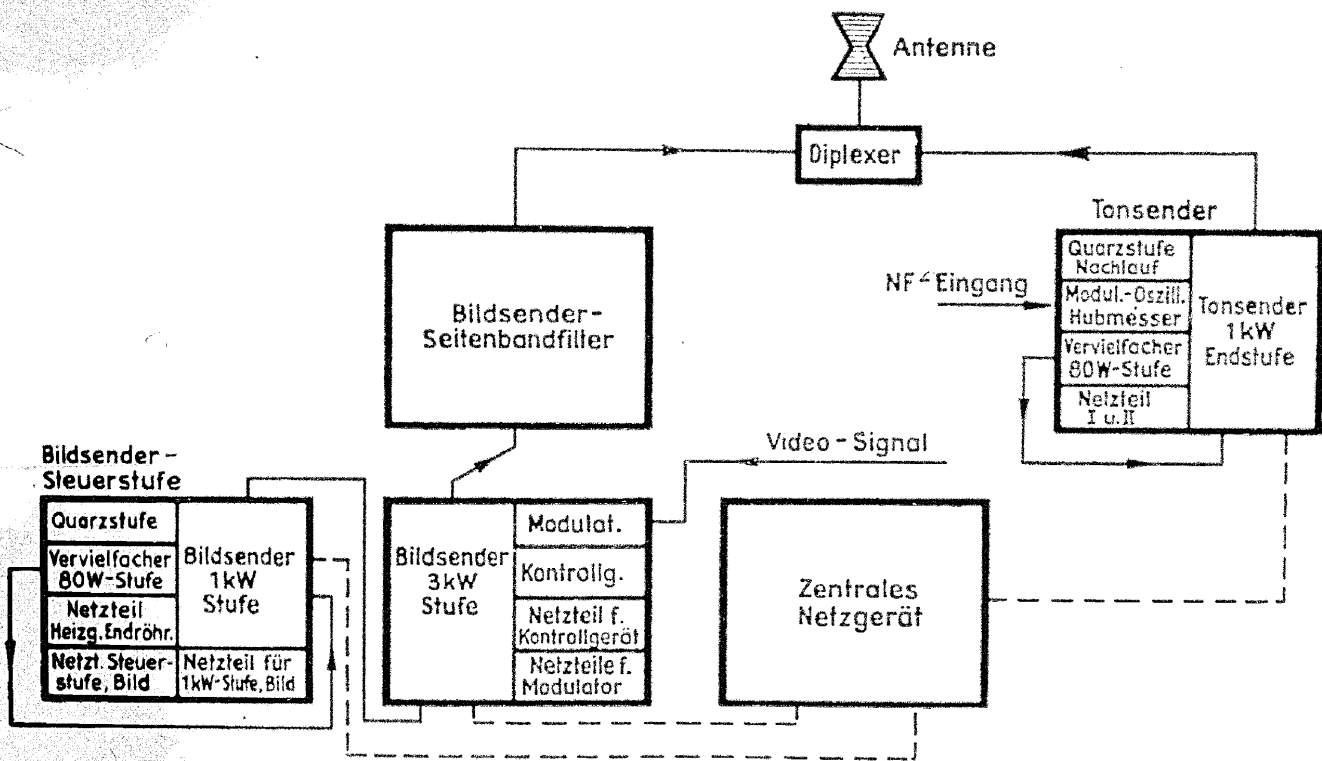 Antenne
Diplexer
Tonsender
Quarzstufe
Nachlauf
Modul.-Oszill.
Hubmesser
Vervielfacher
80W-Stufe
Netzteil
I u. II
Tonsender
1kW
Endstufe
NF-Eingang
Bildsender-
Seitenbandfilter
Video-Signal
Bildsender-
Steuerstufe
Quarzstufe
Vervielfacher
80W-Stufe
Netzteil
Heizg. Endröhr.
Netzt. Steuer-
stufe, Bild
Bildsender
1kW
Stufe
Netzteil für
1kW-Stufe, Bild
Bildsender
3kW
Stufe
Modulat.
Kontrollg.
Netzteil f.
Kontrollgerät
Netzteile f.
Modulator
Zentrales
Netzgerät